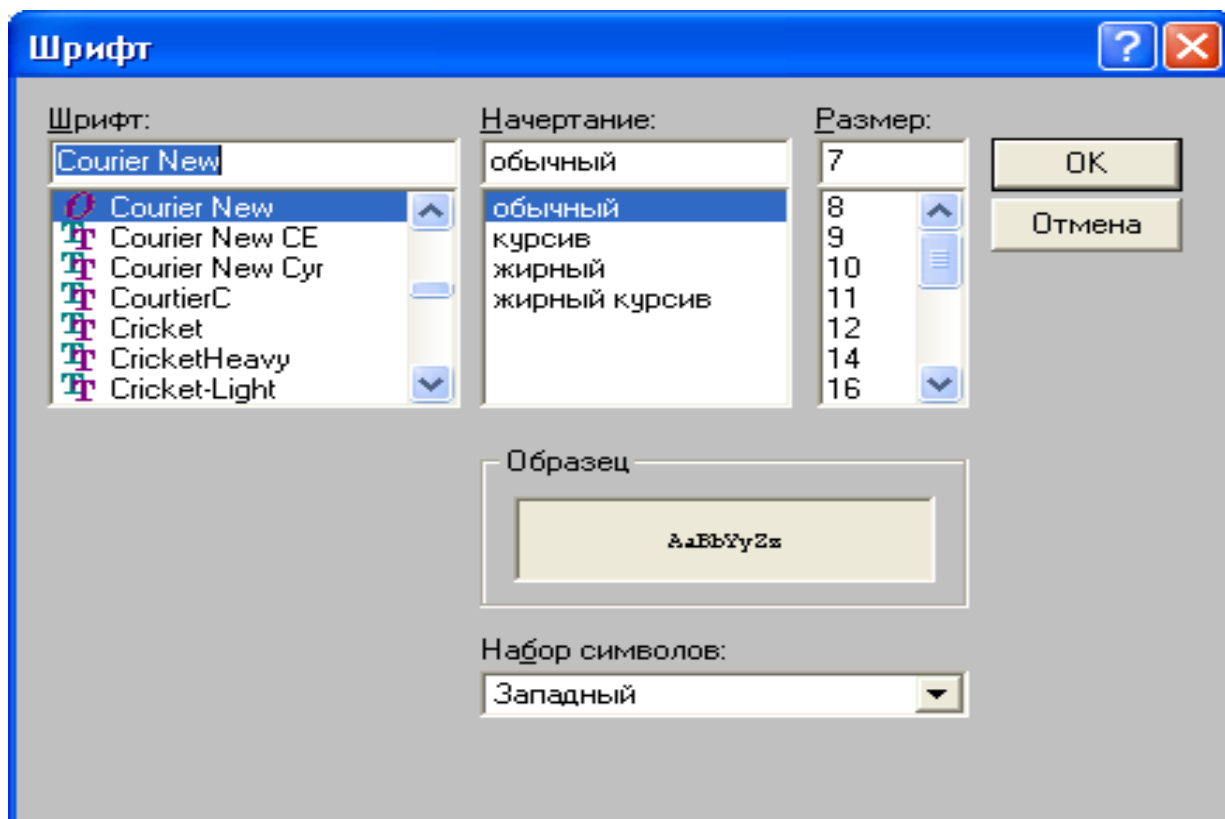 Шрифт
Шрифт:
Courier New
Courier New
Courier New CE
Courier New Cyr
CourtierC
Cricket
CricketHeavy
Cricket-Light
Начертание:
обычный
обычный
курсив
жирный
жирный курсив
Размер:
7
8
9
10
11
12
14
16
OK
Отмена
Образец
AaBbYyZz
Набор символов:
Западный